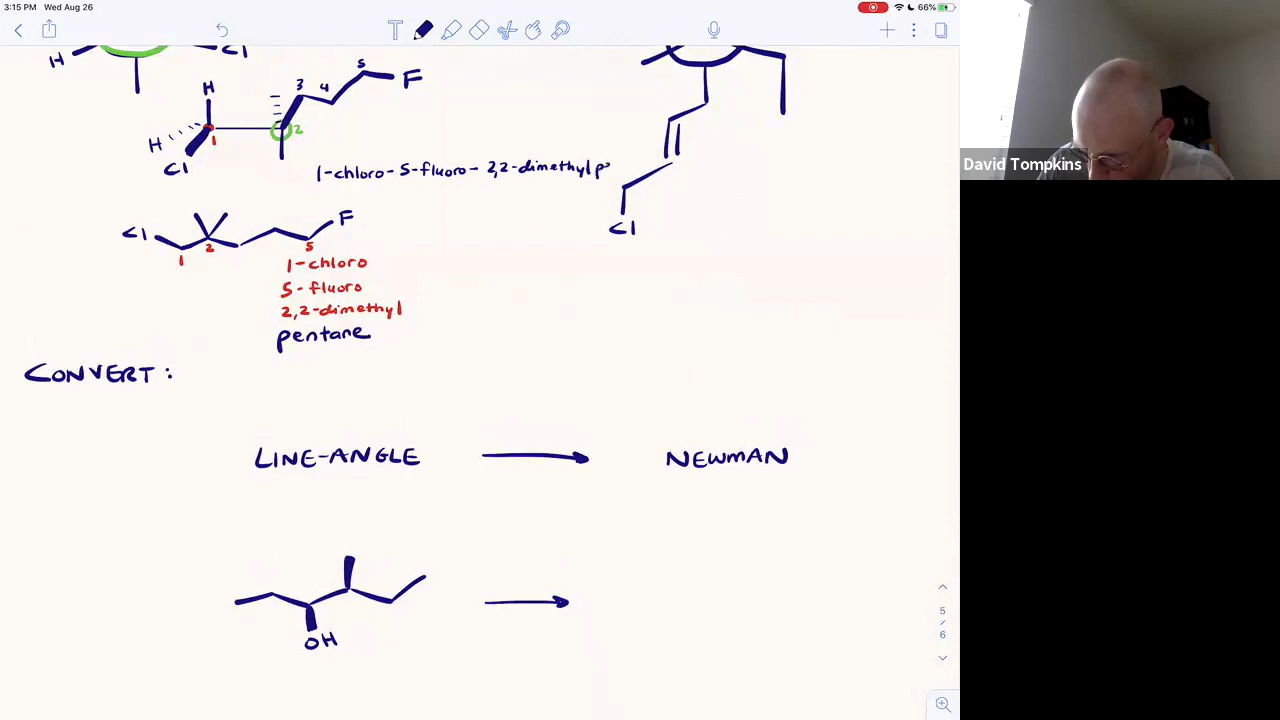 3:15 PM Wed Aug 26
66%
T
H
Cl
H
H
Cl
1
2
3
4
5
F
1-chloro-5-fluoro-2,2-dimethyl
Cl
Cl
1
2
5
F
1-chloro
5-fluoro
2,2-dimethyl
pentane
CONVERT:
LINE-ANGLE
NEWMAN
OH
5
/
6
David Tompkins